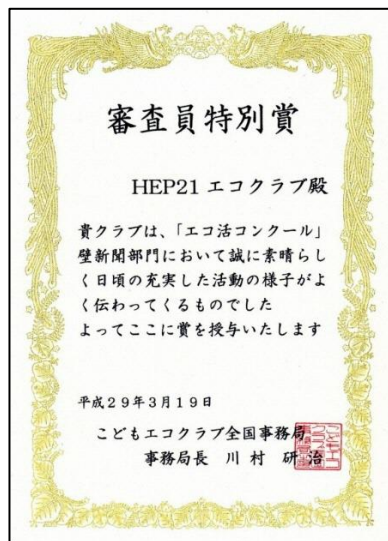 審査員特別賞
HEP21エコクラブ殿
貴クラブは、「エコ活コンクール」
壁新聞部門において誠に素晴らし
く日頃の充実した活動の様子がよ
く伝わってくるものでした
よってここに賞を授与いたします
平成29年3月19日
こどもエコクラブ全国事務局
事務局長 川村 研治